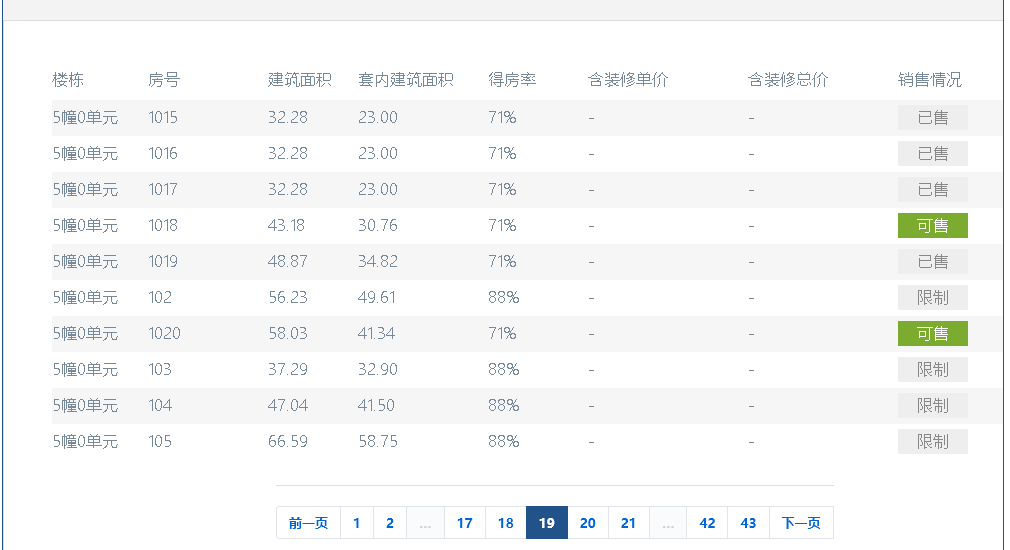 楼栋 房号 建筑面积 套内建筑面积 得房率 含装修单价 含装修总价 销售情况
5幢0单元 1015 32.28 23.00 71% - - 已售
5幢0单元 1016 32.28 23.00 71% - - 已售
5幢0单元 1017 32.28 23.00 71% - - 已售
5幢0单元 1018 43.18 30.76 71% - - 可售
5幢0单元 1019 48.87 34.82 71% - - 已售
5幢0单元 102 56.23 49.61 88% - - 限制
5幢0单元 1020 58.03 41.34 71% - - 可售
5幢0单元 103 37.29 32.90 88% - - 限制
5幢0单元 104 47.04 41.50 88% - - 限制
5幢0单元 105 66.59 58.75 88% - - 限制
前一页 1 2 ... 17 18 19 20 21 ... 42 43 下一页